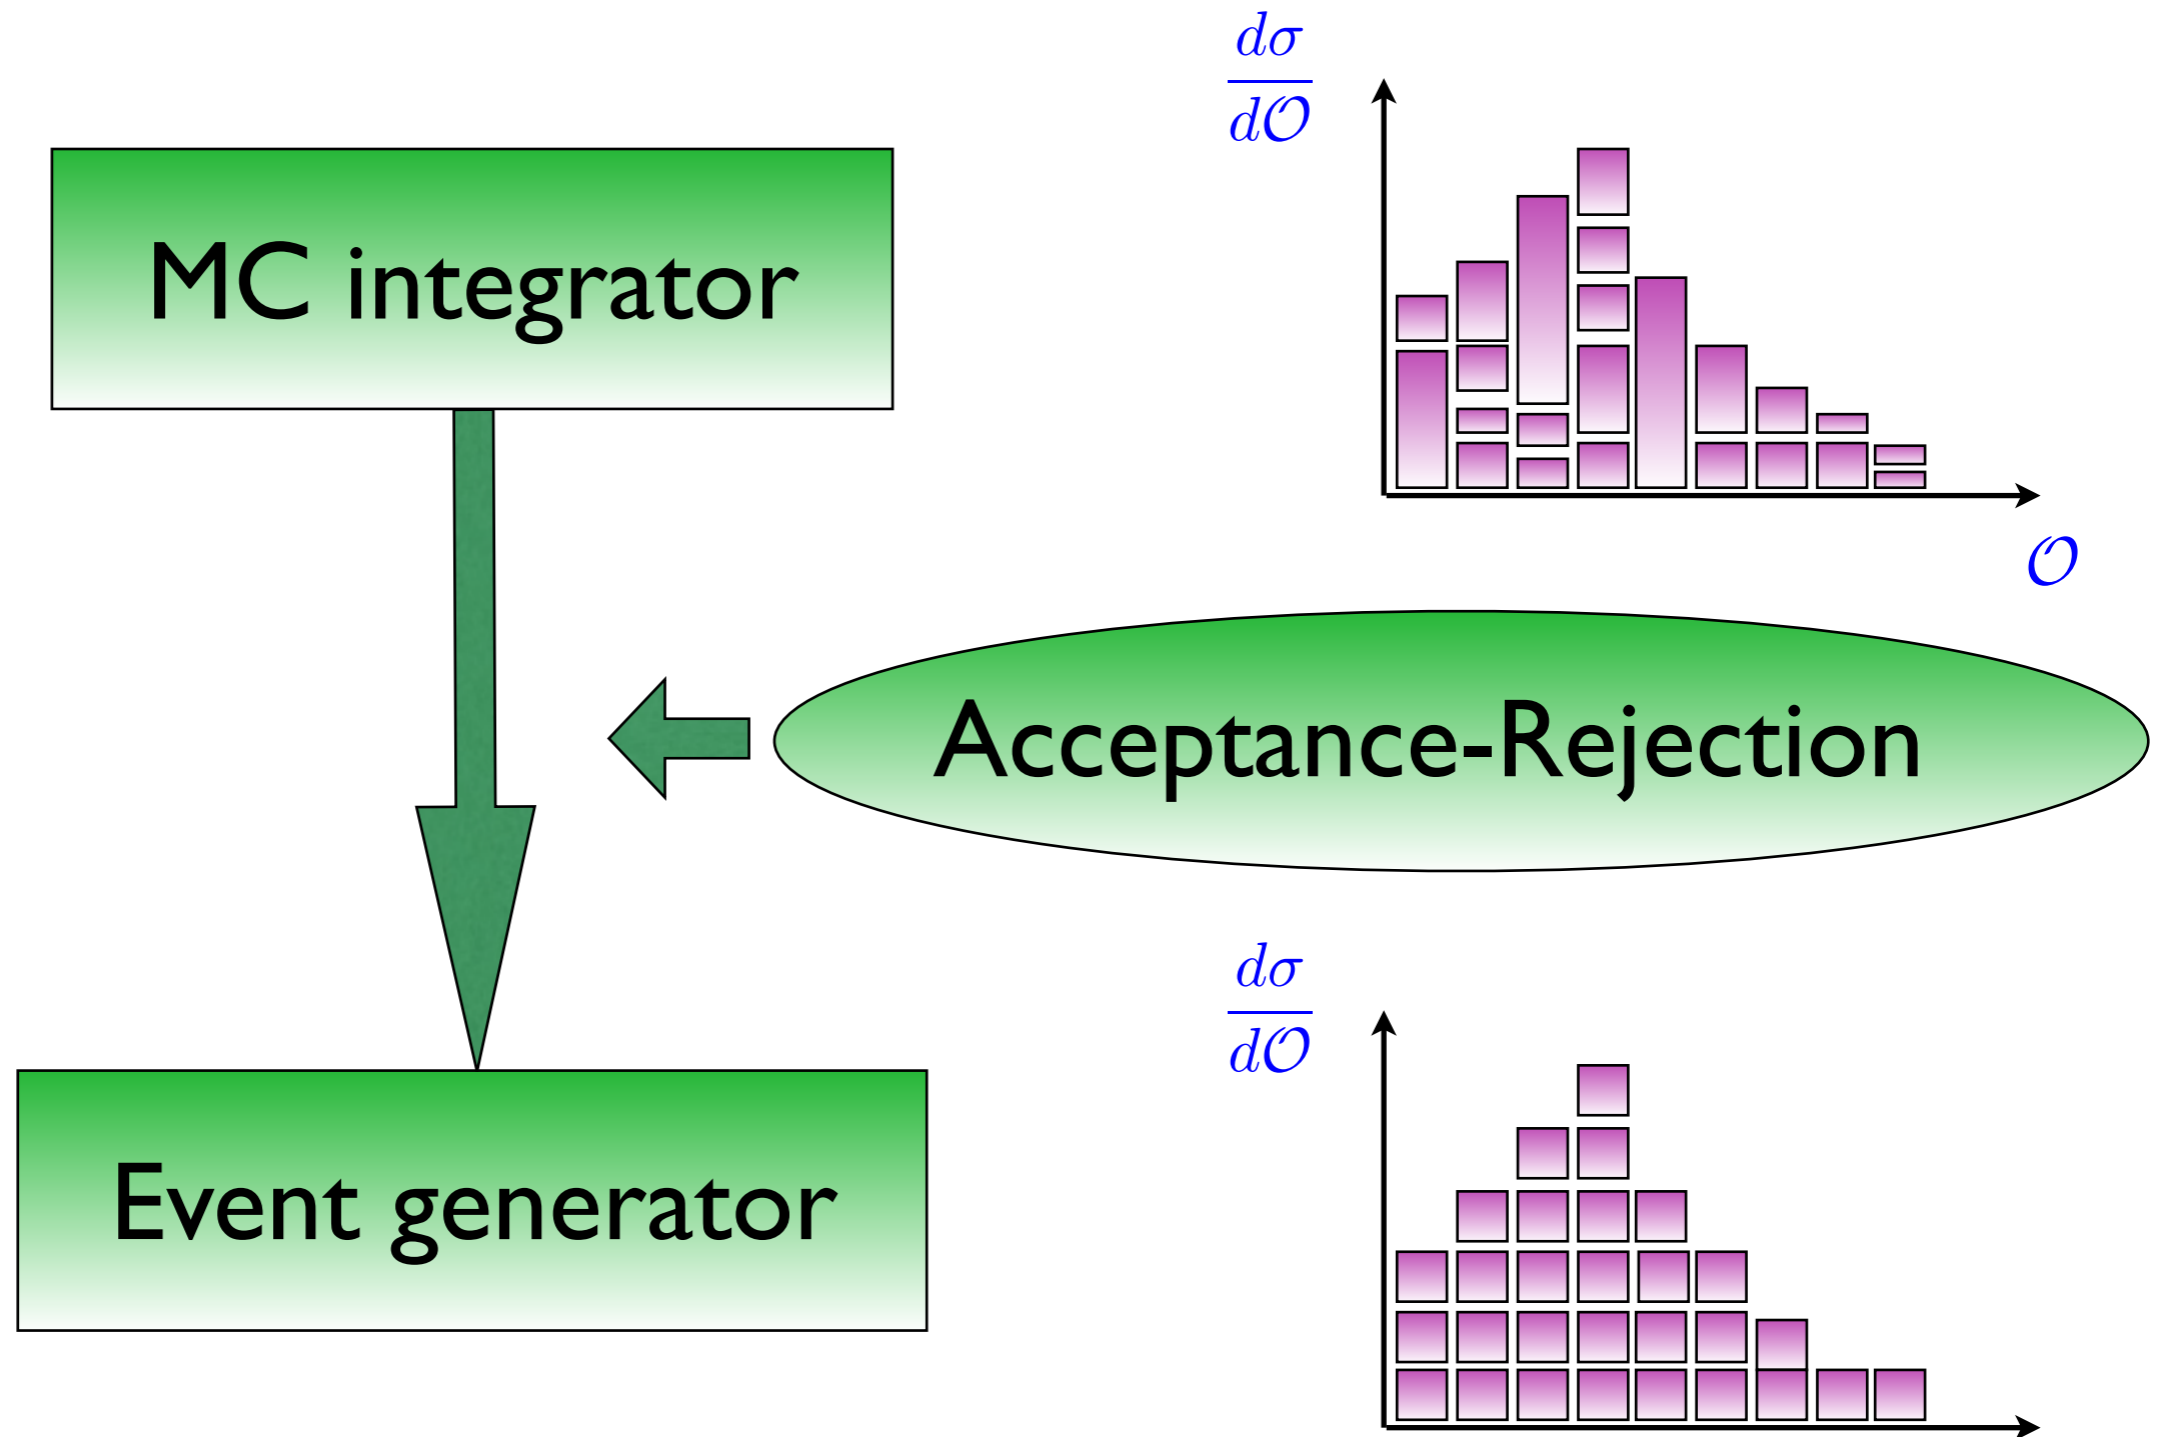 dσ
d𝒪
MC integrator
𝒪
Acceptance-Rejection
dσ
d𝒪
Event generator